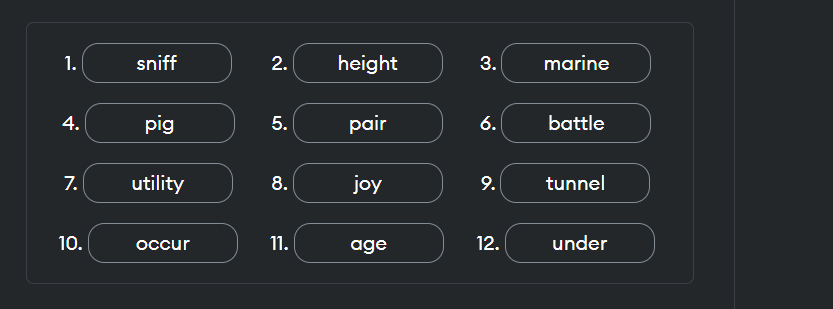 1. sniff 2. height 3. marine
4. pig 5. pair 6. battle
7. utility 8. joy 9. tunnel
10. occur 11. age 12. under